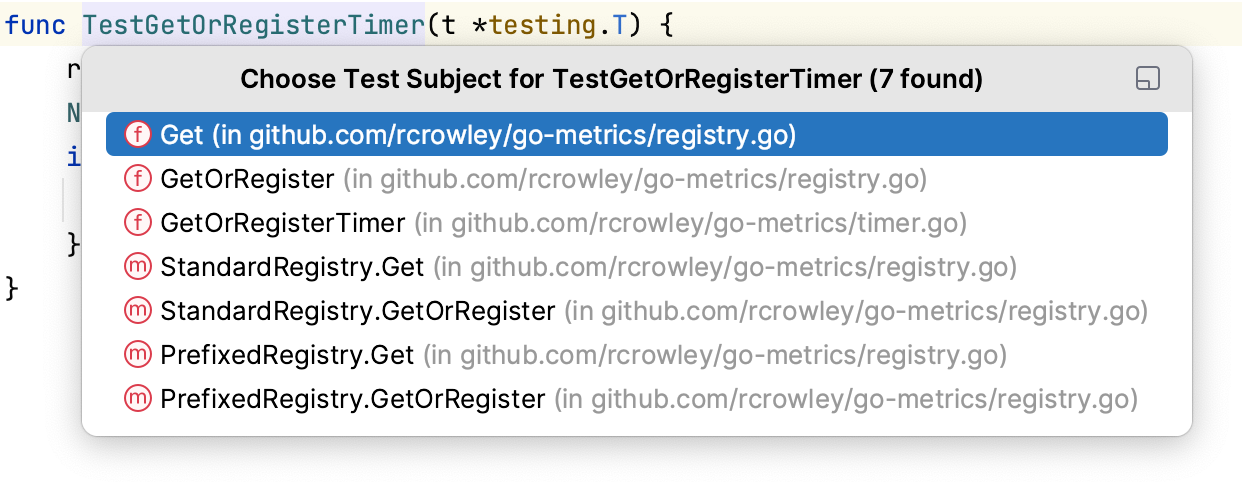 func TestGetOrRegisterTimer(t *testing.T) {
r
Choose Test Subject for TestGetOrRegisterTimer (7 found)
N
f Get (in github.com/rcrowley/go-metrics/registry.go)
i
f GetOrRegister (in github.com/rcrowley/go-metrics/registry.go)
f GetOrRegisterTimer (in github.com/rcrowley/go-metrics/timer.go)
}
m StandardRegistry.Get (in github.com/rcrowley/go-metrics/registry.go)
}
m StandardRegistry.GetOrRegister (in github.com/rcrowley/go-metrics/registry.go)
m PrefixedRegistry.Get (in github.com/rcrowley/go-metrics/registry.go)
m PrefixedRegistry.GetOrRegister (in github.com/rcrowley/go-metrics/registry.go)